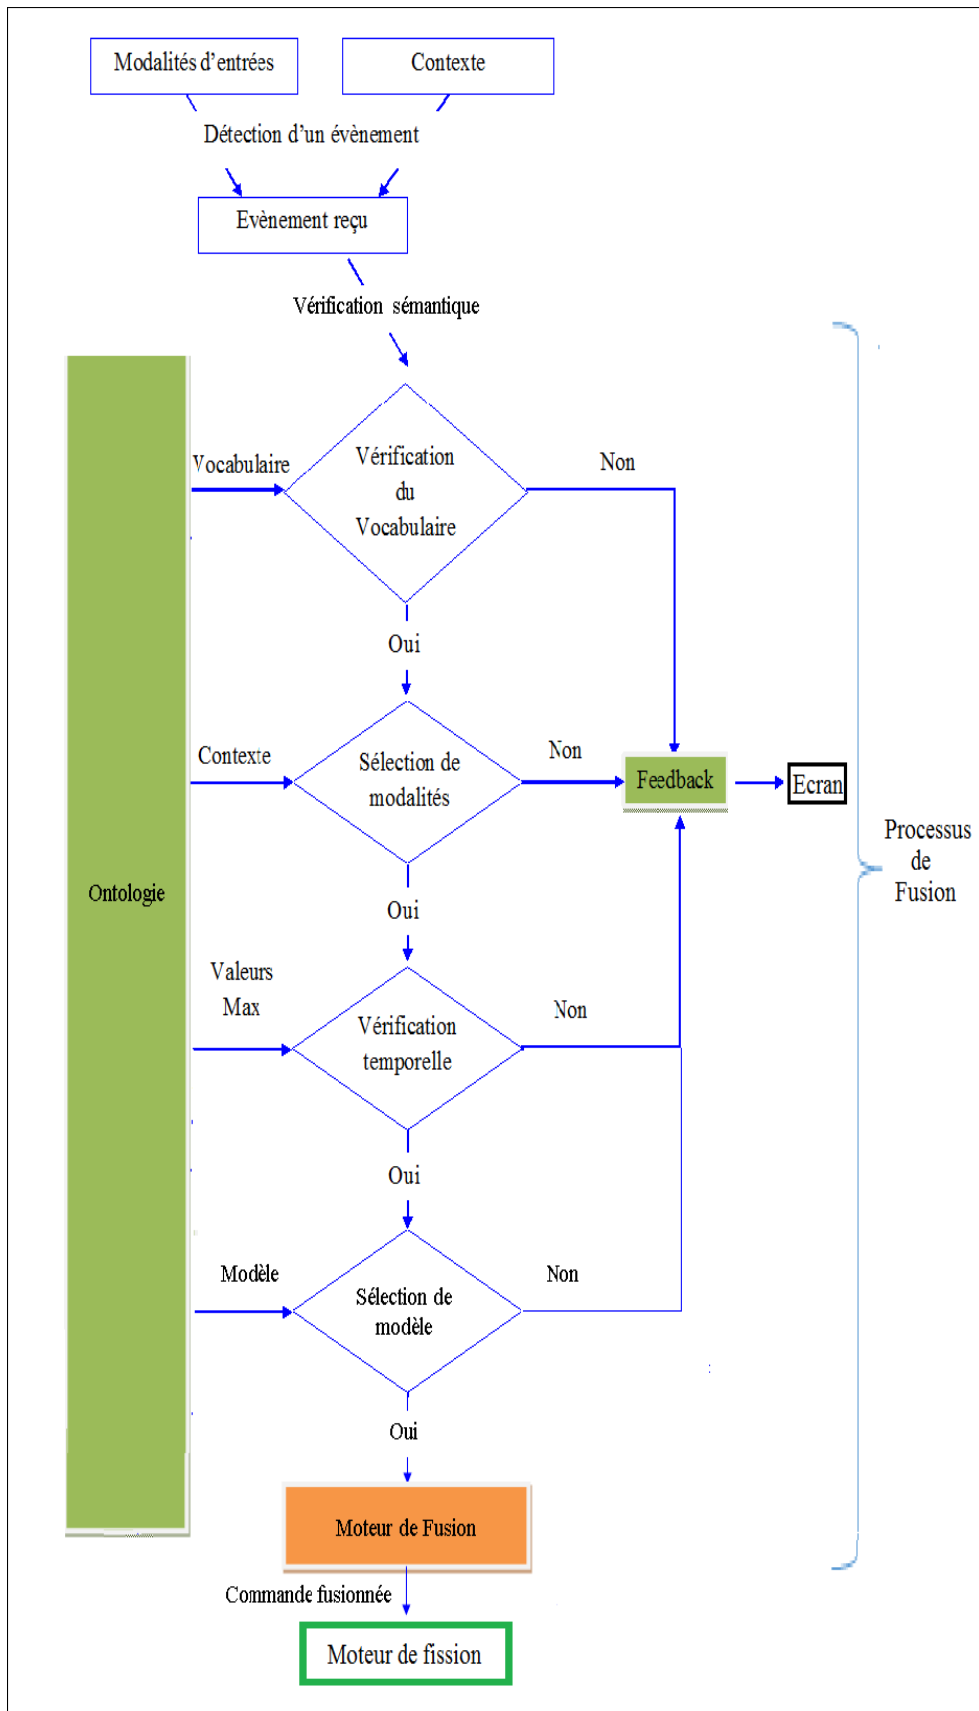 Modalités d'entrées
Contexte
Détection d'un évènement
Evènement reçu
Vérification sémantique
Vocabulaire
Vérification
du
Vocabulaire
Non
Oui
Contexte
Sélection de
modalités
Non
Feedback
Ecran
Processus
de
Fusion
Ontologie
Oui
Valeurs
Max
Vérification
temporelle
Non
Oui
Modèle
Sélection de
modèle
Non
Oui
Moteur de Fusion
Commande fusionnée
Moteur de fission